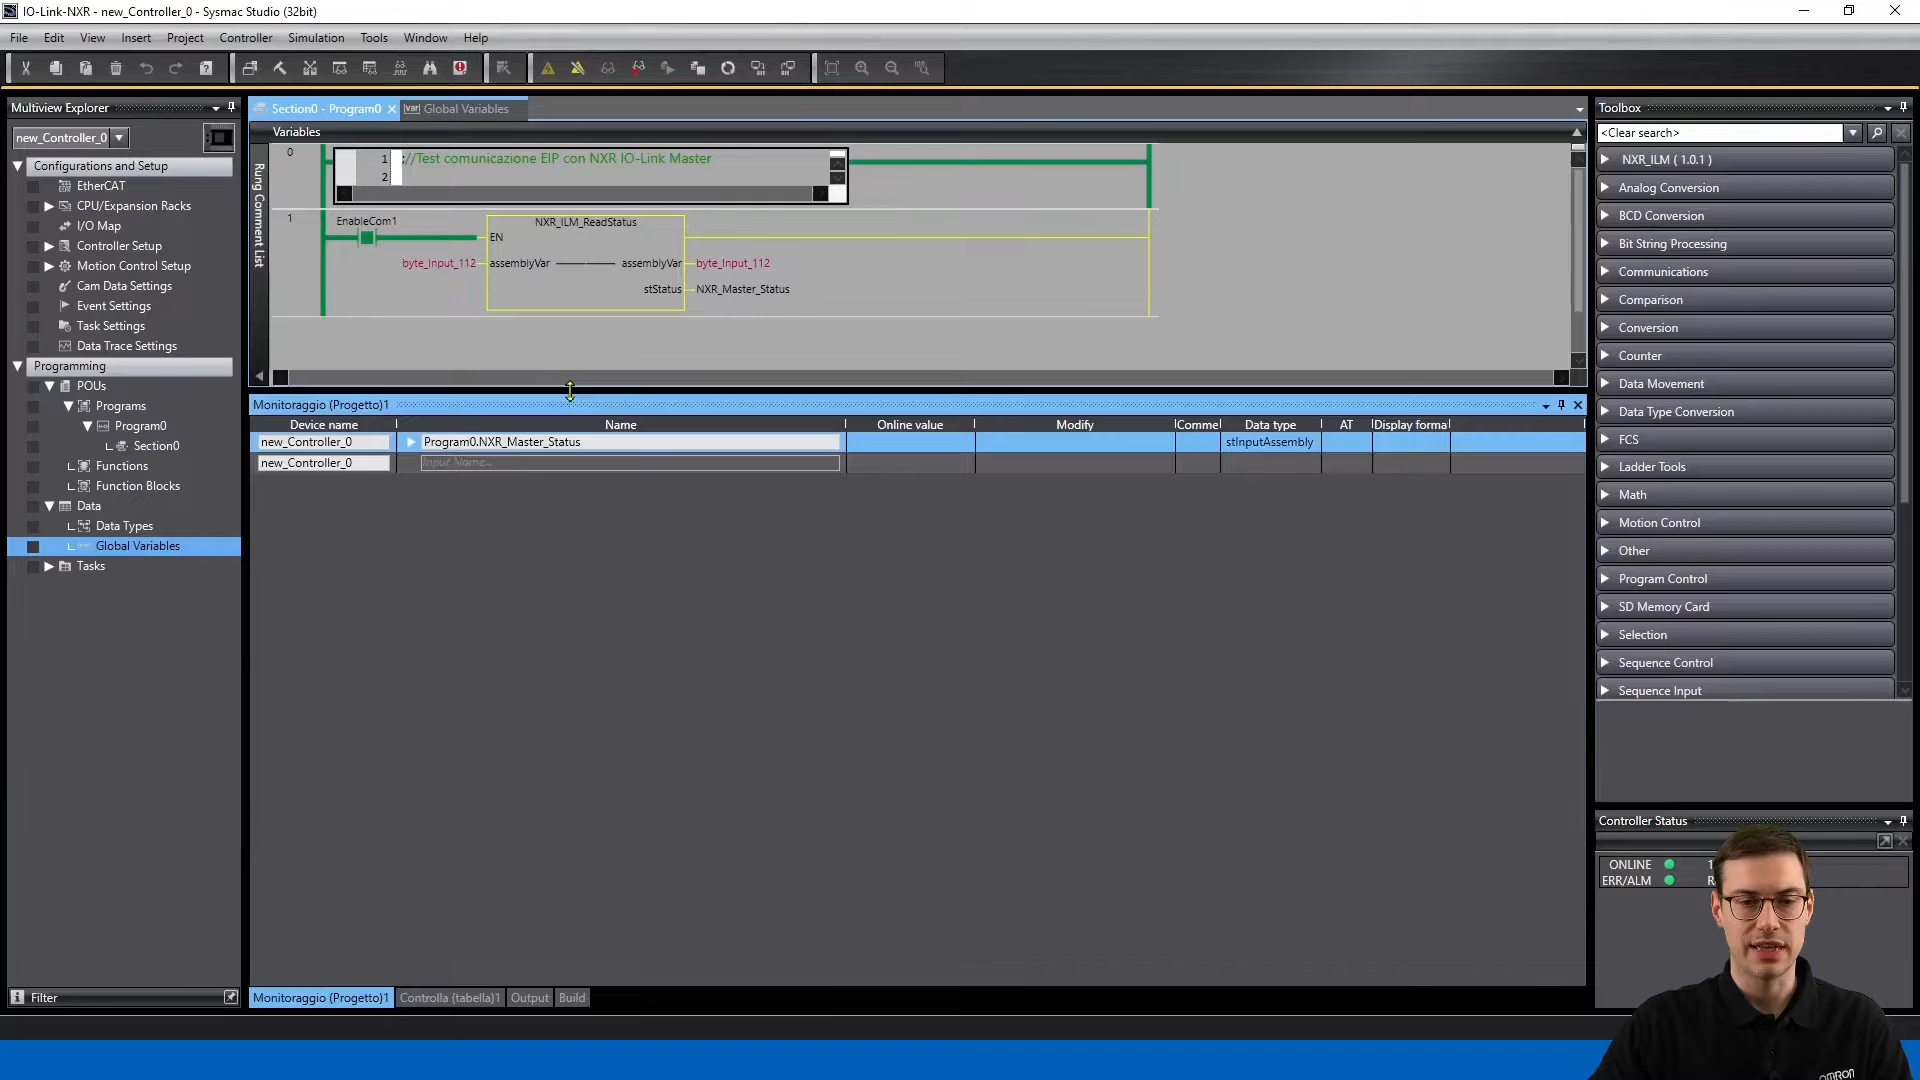 IO-Link-NXR - new_Controller_0 - Sysmac Studio (32bit)
File Edit View Insert Project Controller Simulation Tools Window Help
Multiview Explorer
new_Controller_0
Configurations and Setup
EtherCAT
CPU/Expansion Racks
I/O Map
Controller Setup
Motion Control Setup
Cam Data Settings
Event Settings
Task Settings
Data Trace Settings
Programming
POUs
Programs
Program0
Section0
Functions
Function Blocks
Data
Data Types
Global Variables
Tasks
Filter
Section0 - Program0
Global Variables
Variables
Rung Comment List
0
1 ://Test comunicazione EIP con NXR IO-Link Master
2
1
EnableCom1
NXR_ILM_ReadStatus
EN
byte_Input_112 assemblyVar assemblyVar byte_Input_112
stStatus NXR_Master_Status
Monitoraggio (Progetto)1
Device name Name Online value Modify Comme Data type AT Display forma
new_Controller_0 Program0.NXR_Master_Status stInputAssembly
new_Controller_0 Input Name...
Monitoraggio (Progetto)1 Controlla (tabella)1 Output Build
Toolbox
<Clear search>
NXR_ILM ( 1.0.1 )
Analog Conversion
BCD Conversion
Bit String Processing
Communications
Comparison
Conversion
Counter
Data Movement
Data Type Conversion
FCS
Ladder Tools
Math
Motion Control
Other
Program Control
SD Memory Card
Selection
Sequence Control
Sequence Input
Controller Status
ONLINE 1
ERR/ALM R
OMRON